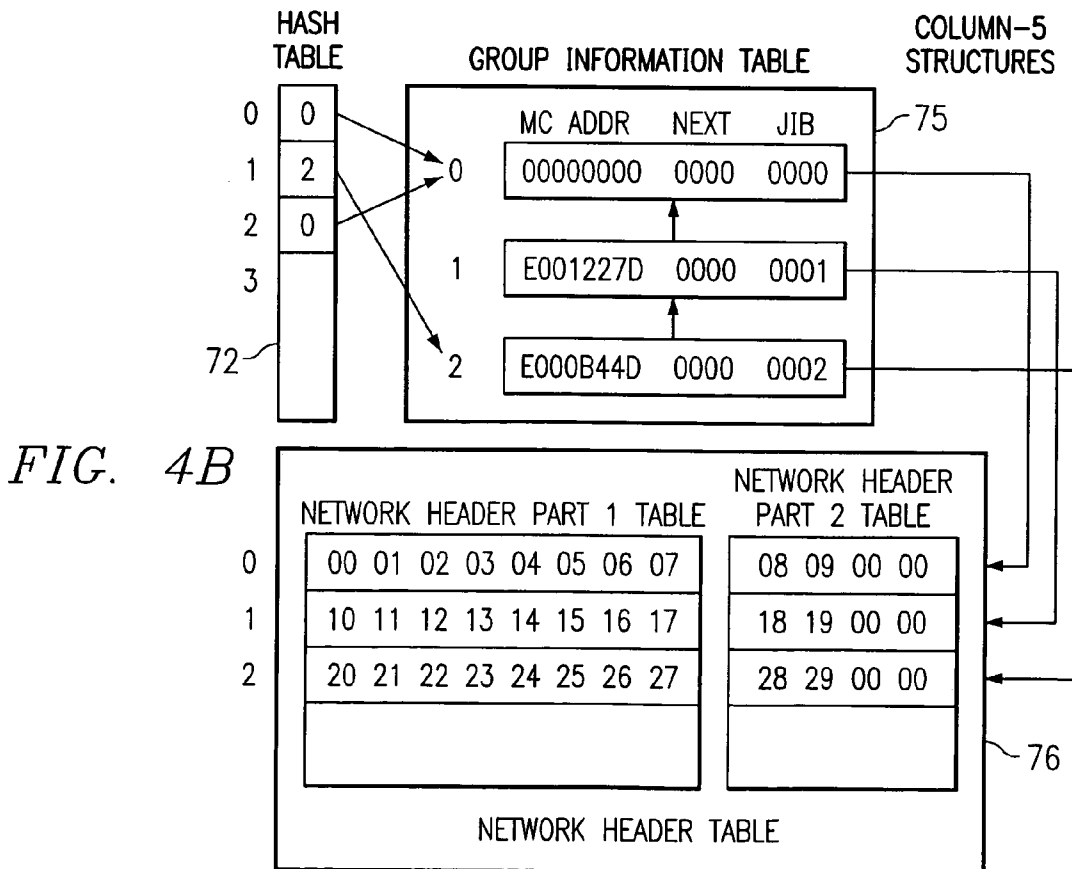 HASH TABLE
GROUP INFORMATION TABLE
COLUMN-5 STRUCTURES
0 0
1 2
2 0
3
72
75
MC ADDR NEXT JIB
0 00000000 0000 0000
1 E001227D 0000 0001
2 E000B44D 0000 0002
FIG. 4B
NETWORK HEADER PART 1 TABLE
NETWORK HEADER PART 2 TABLE
0 00 01 02 03 04 05 06 07 08 09 00 00
1 10 11 12 13 14 15 16 17 18 19 00 00
2 20 21 22 23 24 25 26 27 28 29 00 00
76
NETWORK HEADER TABLE